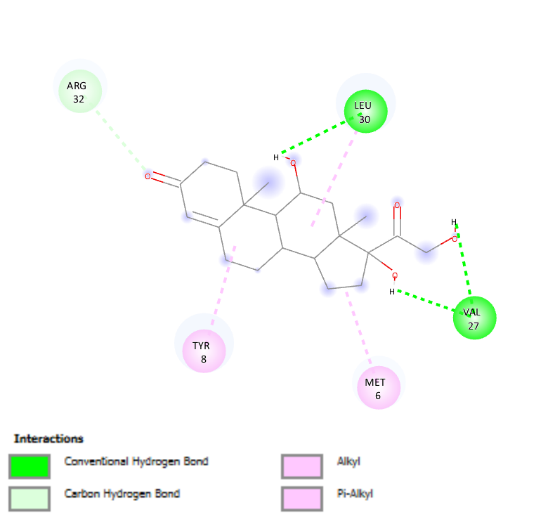 ARG
32
LEU
30
H
O
O
O
H
O
O
H
VAL
27
TYR
8
MET
6
Interactions
Conventional Hydrogen Bond
Alkyl
Carbon Hydrogen Bond
Pi-Alkyl